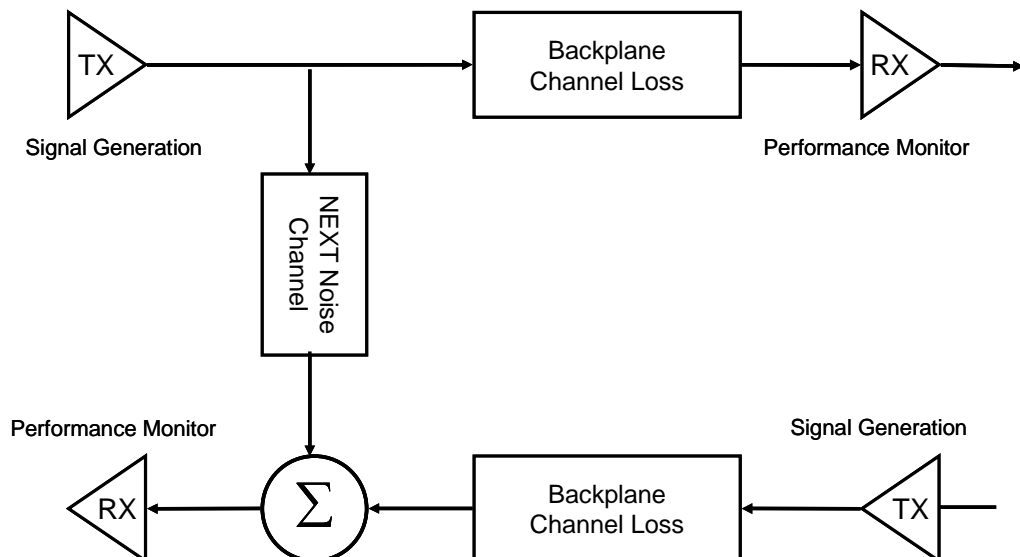 TX
Backplane
Channel Loss
RX
Signal Generation
Performance Monitor
NEXT Noise
Channel
Performance Monitor
Signal Generation
RX
Σ
Backplane
Channel Loss
TX